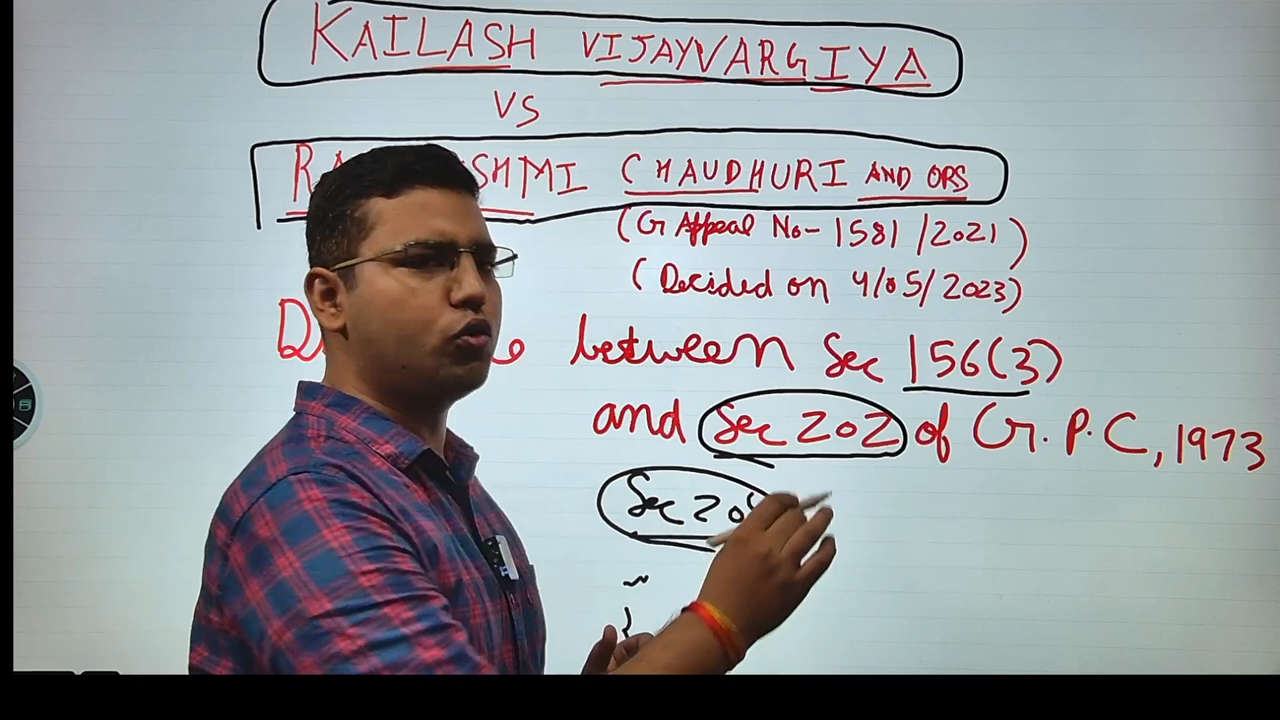 KAILASH VIJAYVARGIYA
VS
CHAUDHURI AND ORS
(Cr Appeal No- 1581/2021)
(Decided on 4/05/2023)
between Sec 156(3)
and Sec 202 of Cr. P. C, 1973
Sec